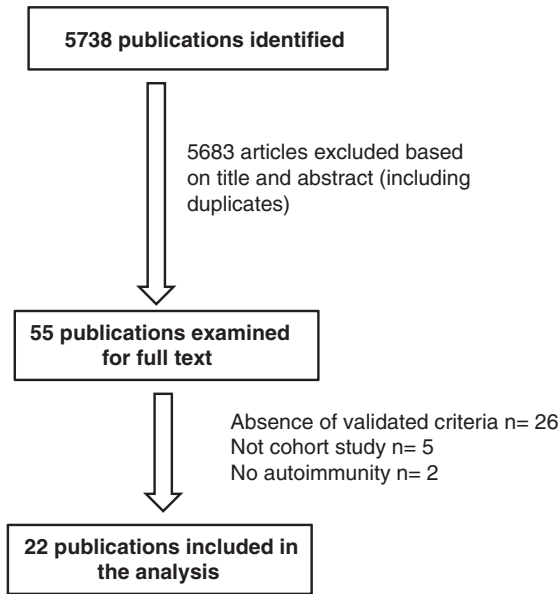 5738 publications identified
5683 articles excluded based
on title and abstract (including
duplicates)
55 publications examined
for full text
Absence of validated criteria n= 26
Not cohort study n= 5
No autoimmunity n= 2
22 publications included in
the analysis